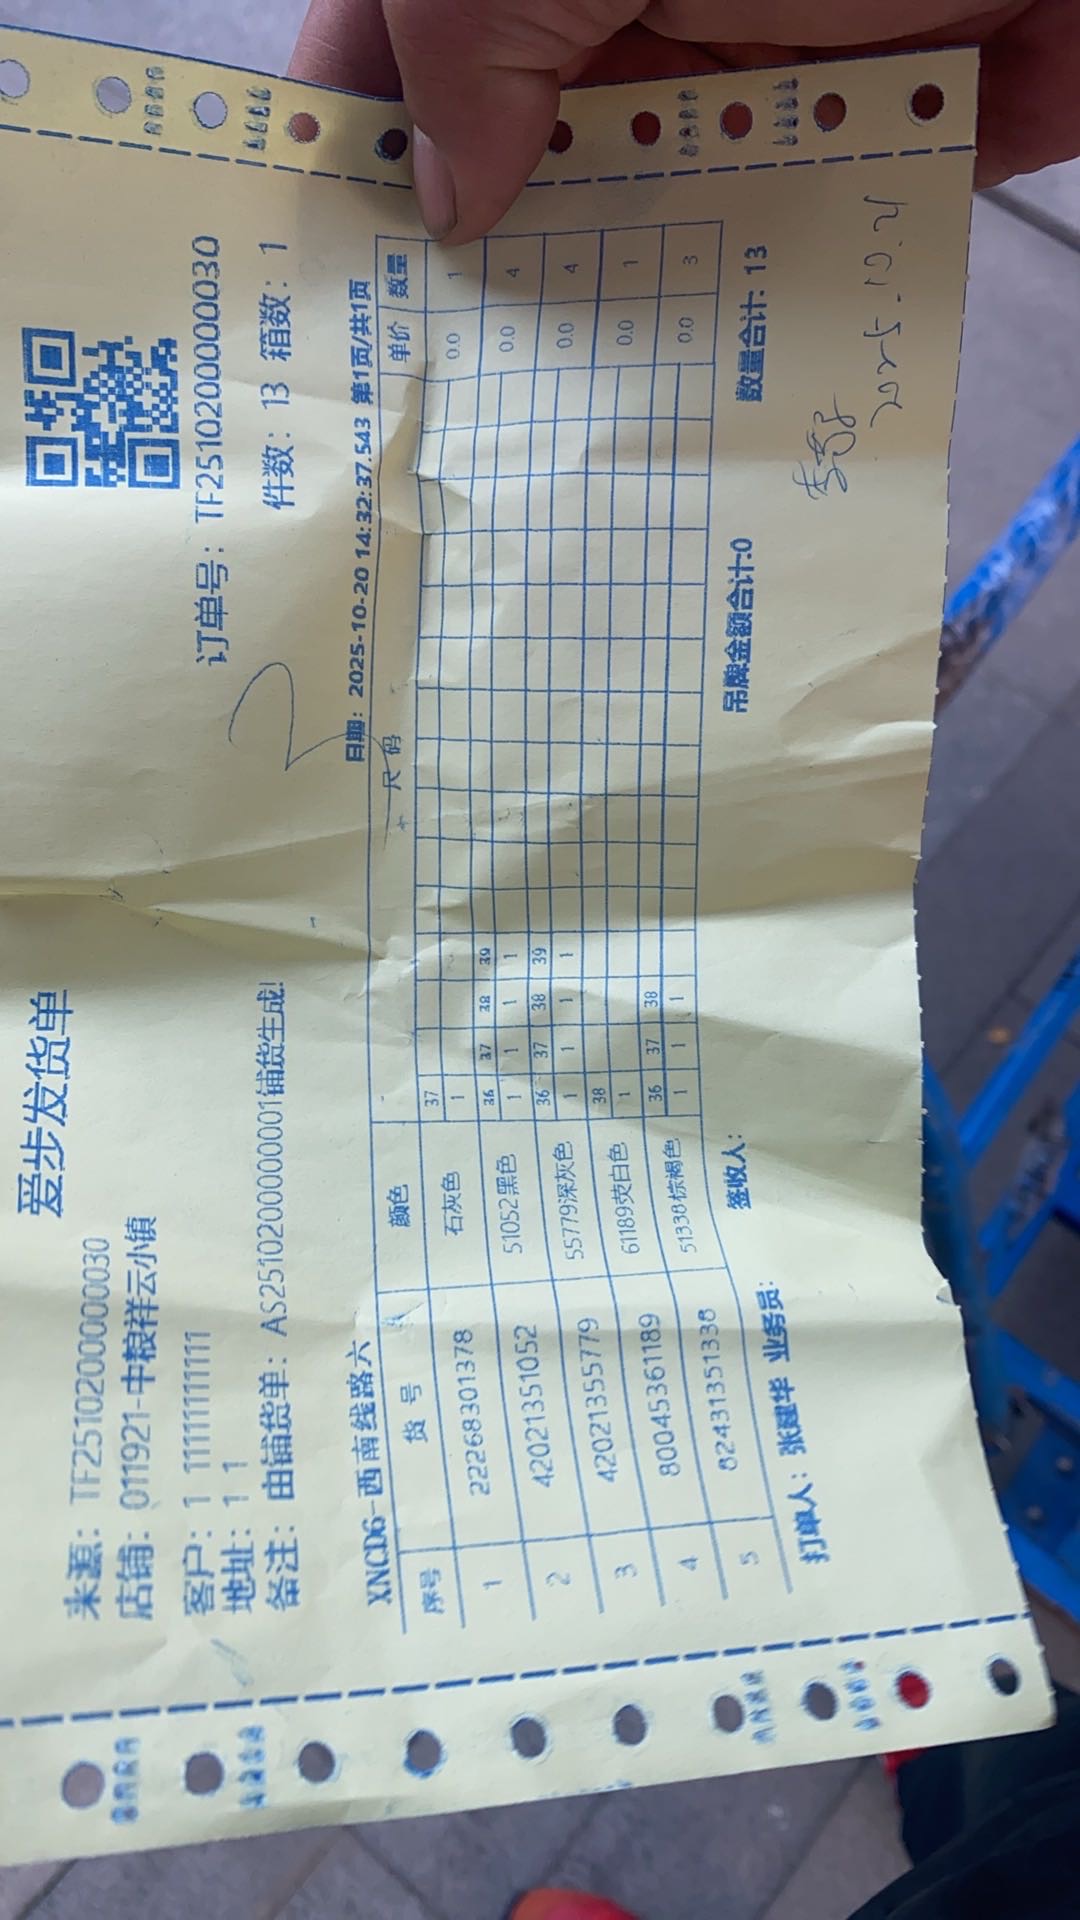 爱步发货单
来源：TF25102000000030
店铺：011921-中粮祥云小镇
订单号：TF25102000000030
客户：1 11111111111
件数：13 箱数：1
地址：1 1
备注：由铺货单：AS25102000000001铺货生成!
XNCD6-西南线路六 日期：2025-10-20 14:32:37.543 第1页/共1页
序号 货号 颜色 尺码 单价 数量
37
1 22268301378 石灰色 1 0.0 1
36 37 38 39
2 42021351052 51052黑色 1 1 1 1 0.0 4
36 37 38 39
3 42021355779 55779深灰色 1 1 1 1 0.0 4
38
4 80045361189 61189荧白色 1 0.0 1
36 37 38
5 82431351338 51338棕褐色 1 1 1 0.0 3
打单人：张建华 业务员： 签收人： 吊牌金额合计:0 数量合计：13
2025.10.21